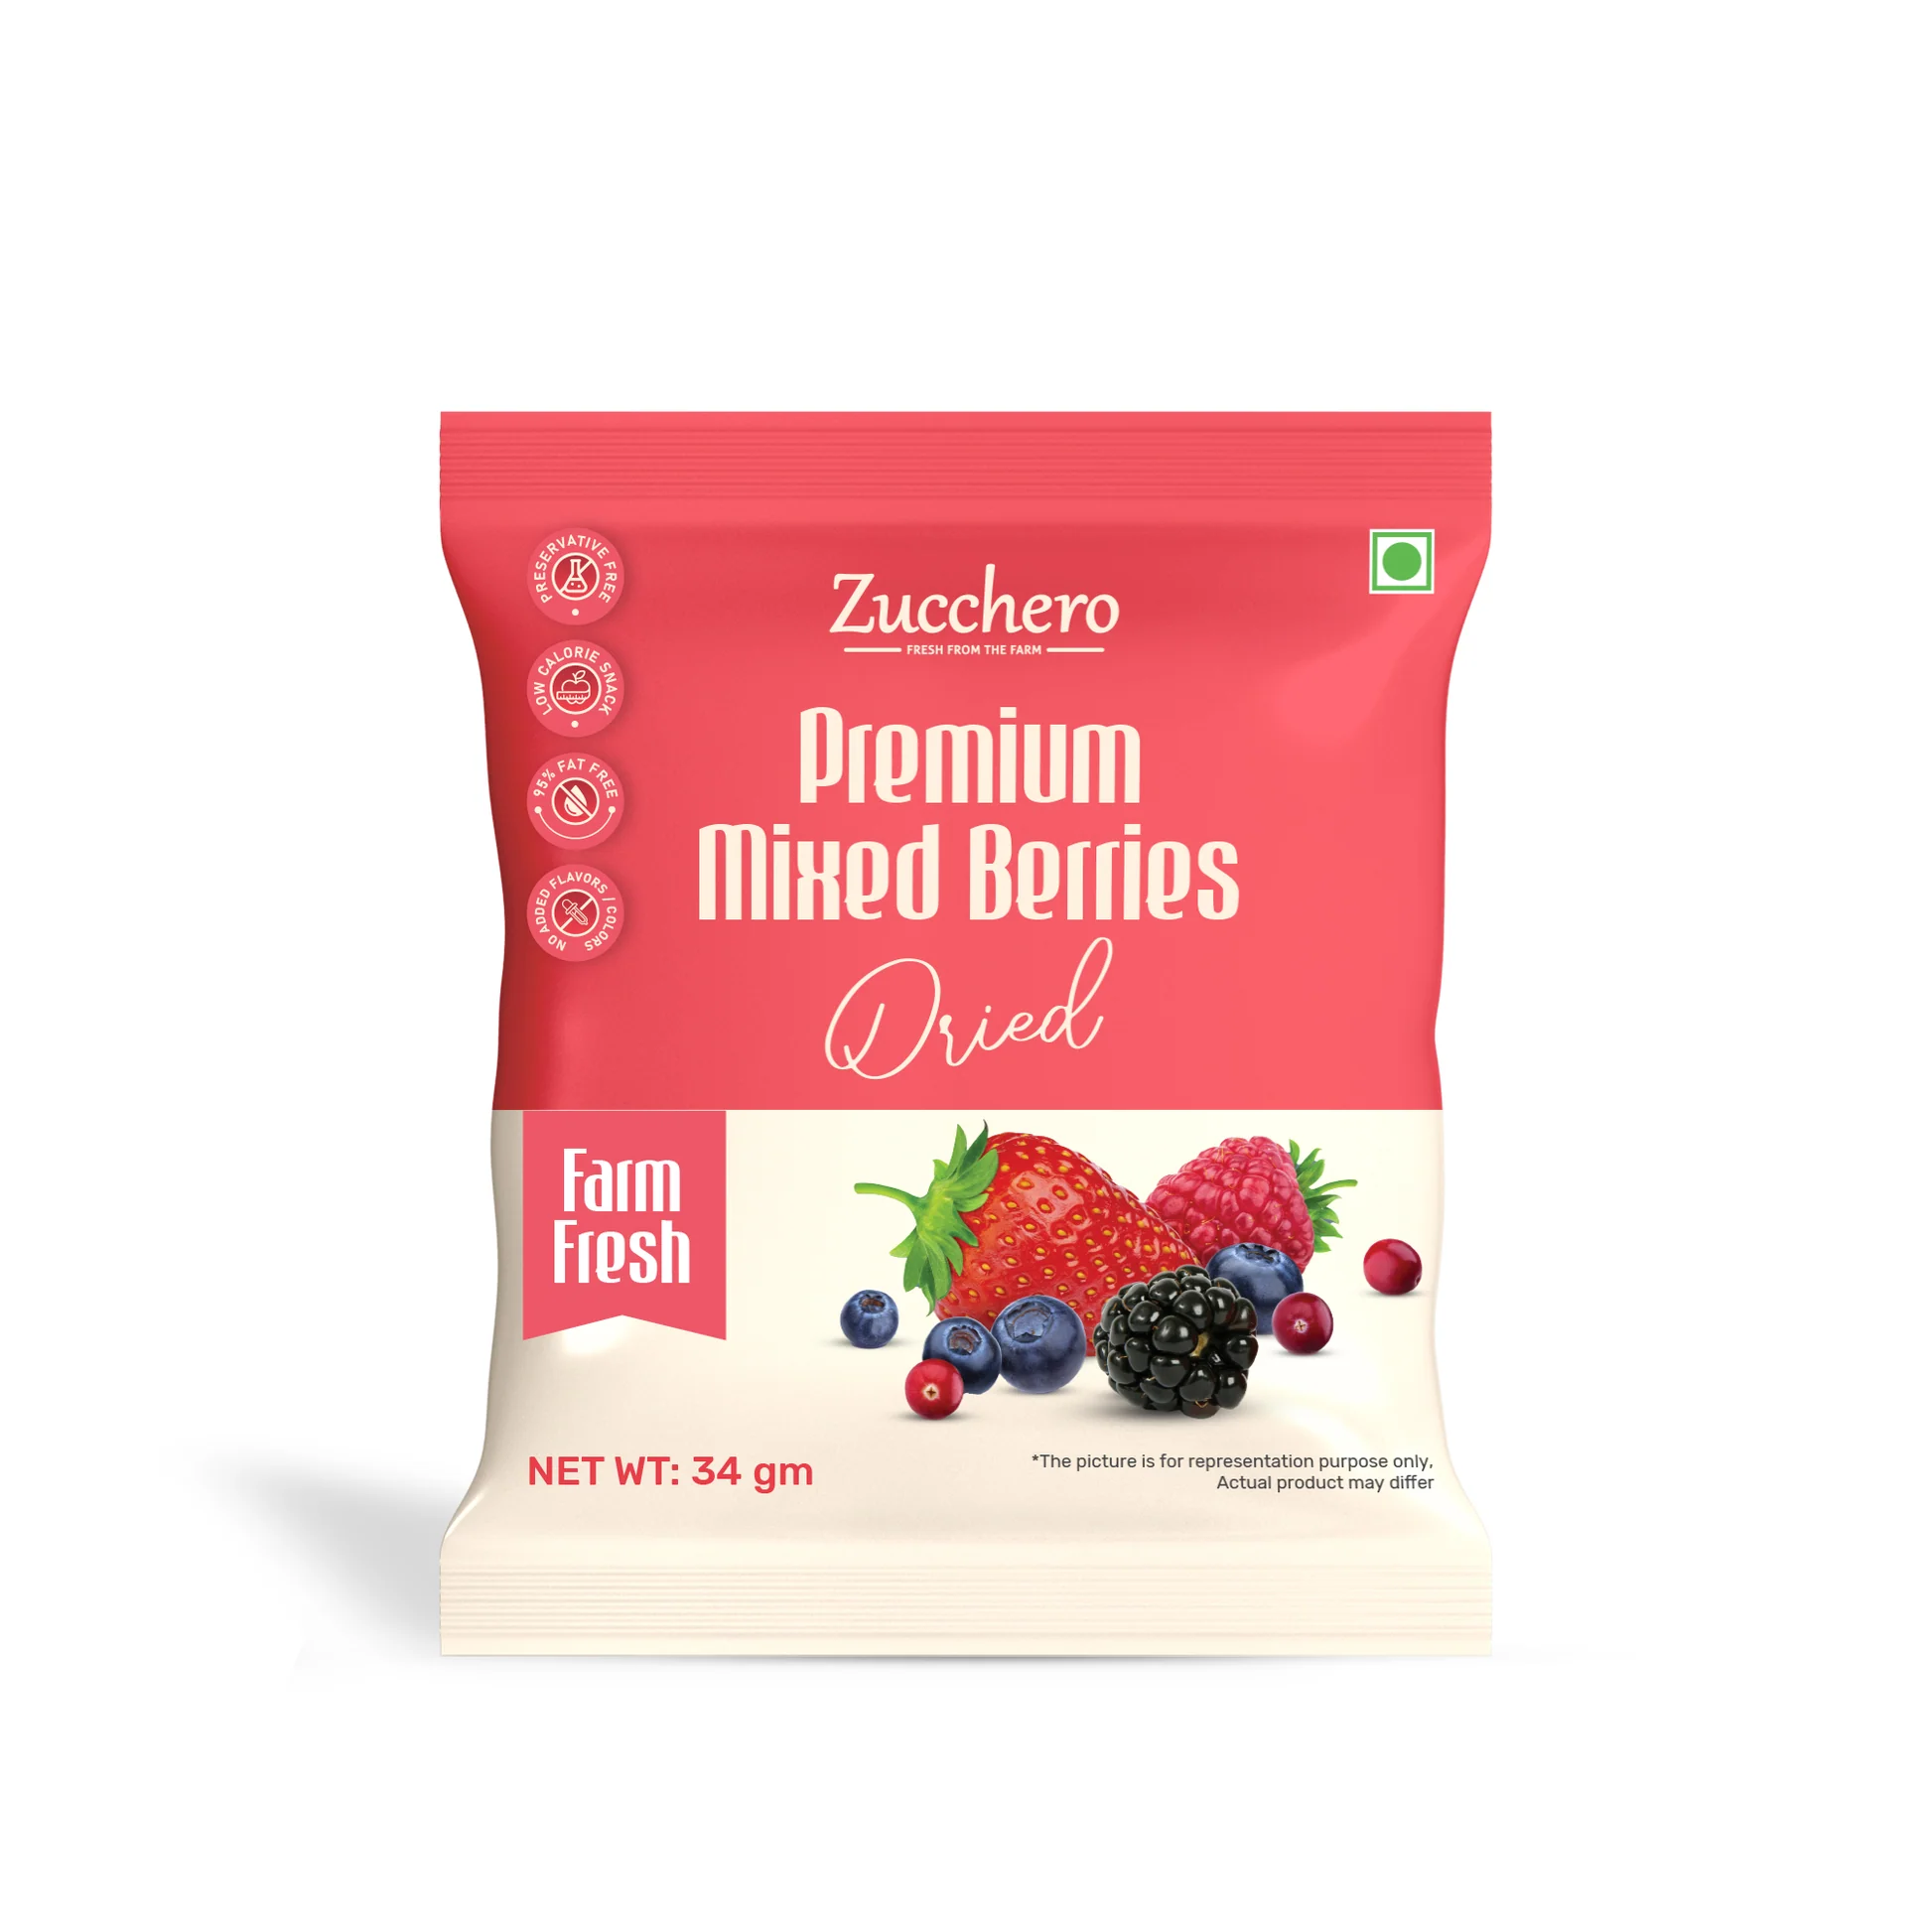 PRESERVATIVE FREE
LOW CALORIE SNACK
95% FAT FREE
NO ADDED FLAVORS | COLORS
Zucchero
FRESH FROM THE FARM
Premium
Mixed Berries
Dried
Farm
Fresh
NET WT: 34 gm
*The picture is for representation purpose only,
Actual product may differ